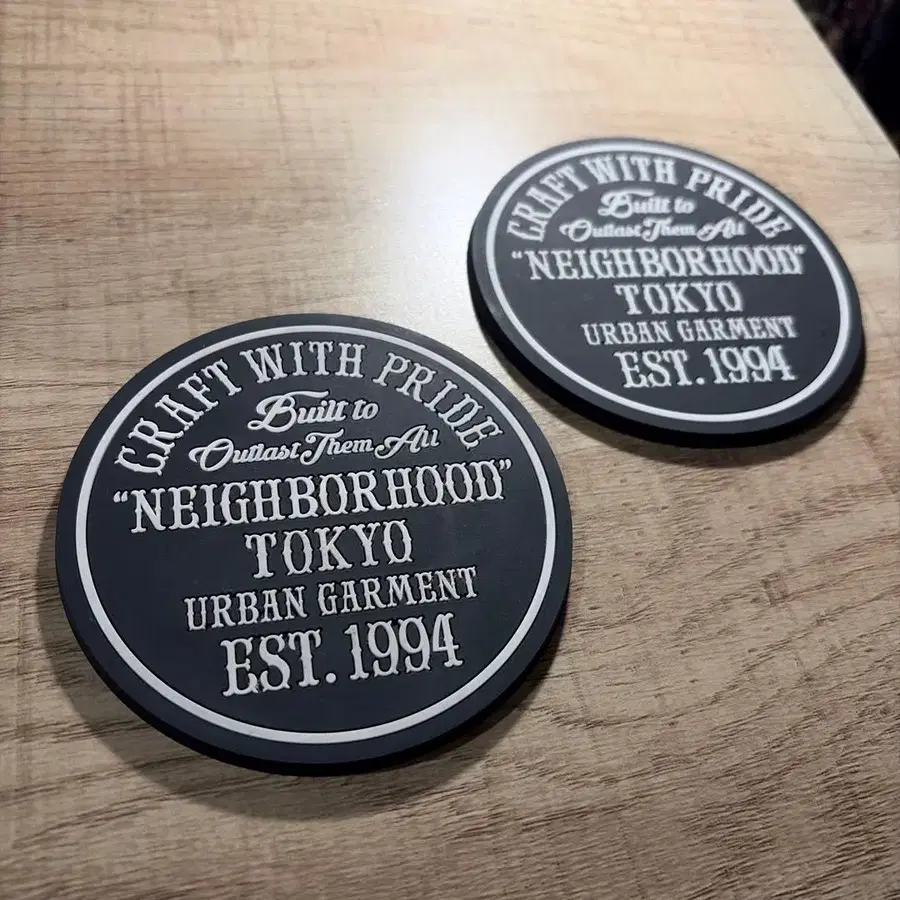 CRAFT WITH PRIDE
Built to
Outlast Them All
"NEIGHBORHOOD"
TOKYO
URBAN GARMENT
EST. 1994
CRAFT WITH PRIDE
Built to
Outlast Them All
"NEIGHBORHOOD"
TOKYO
URBAN GARMENT
EST. 1994